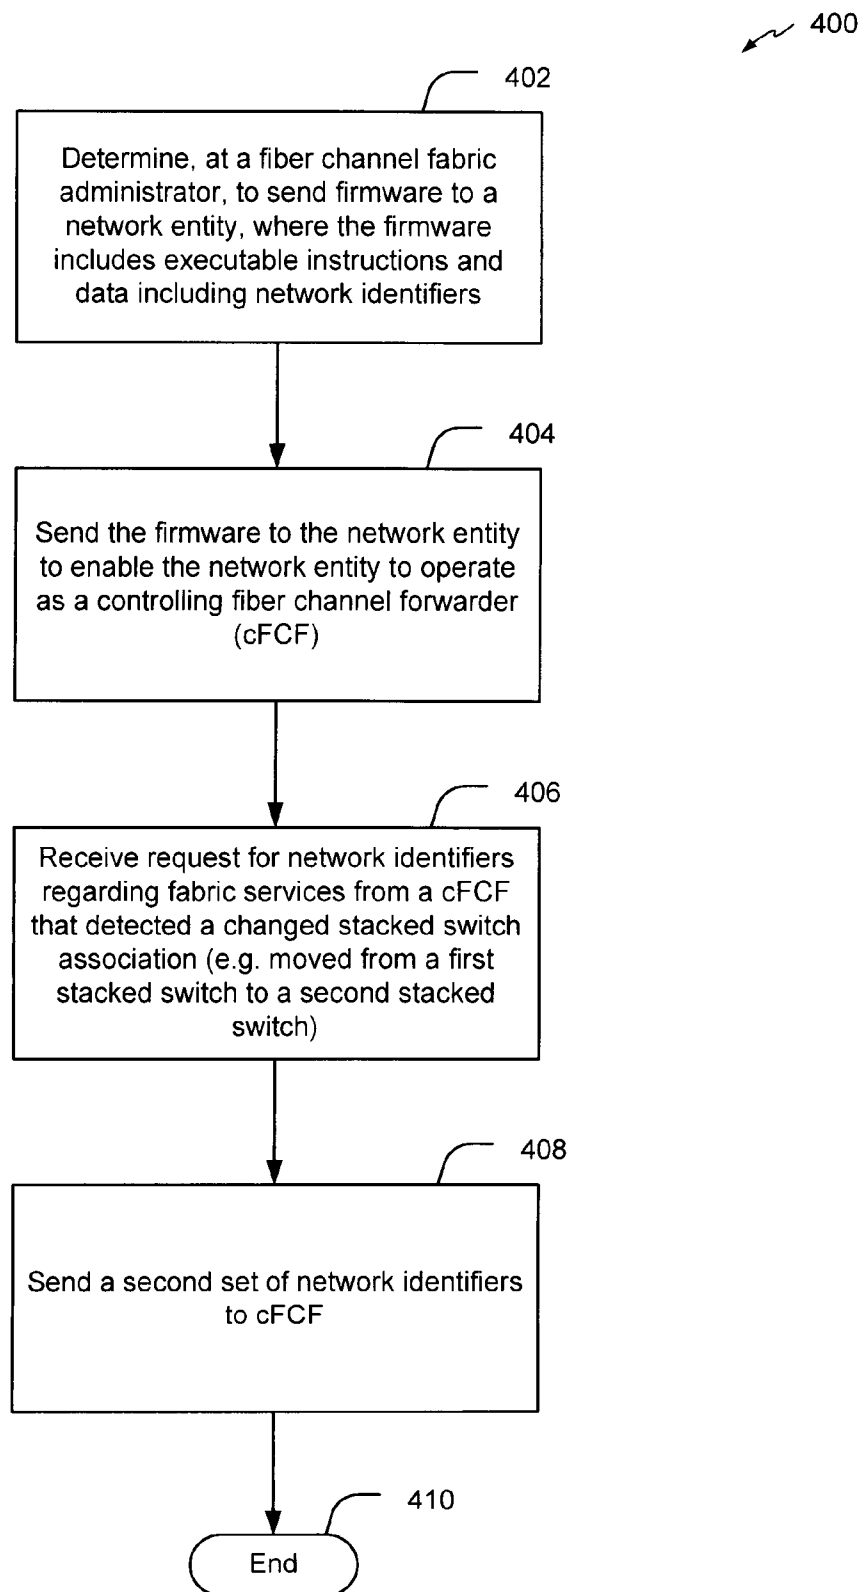 400
402
Determine, at a fiber channel fabric
administrator, to send firmware to a
network entity, where the firmware
includes executable instructions and
data including network identifiers
404
Send the firmware to the network entity
to enable the network entity to operate
as a controlling fiber channel forwarder
(cFCF)
406
Receive request for network identifiers
regarding fabric services from a cFCF
that detected a changed stacked switch
association (e.g. moved from a first
stacked switch to a second stacked
switch)
408
Send a second set of network identifiers
to cFCF
410
End